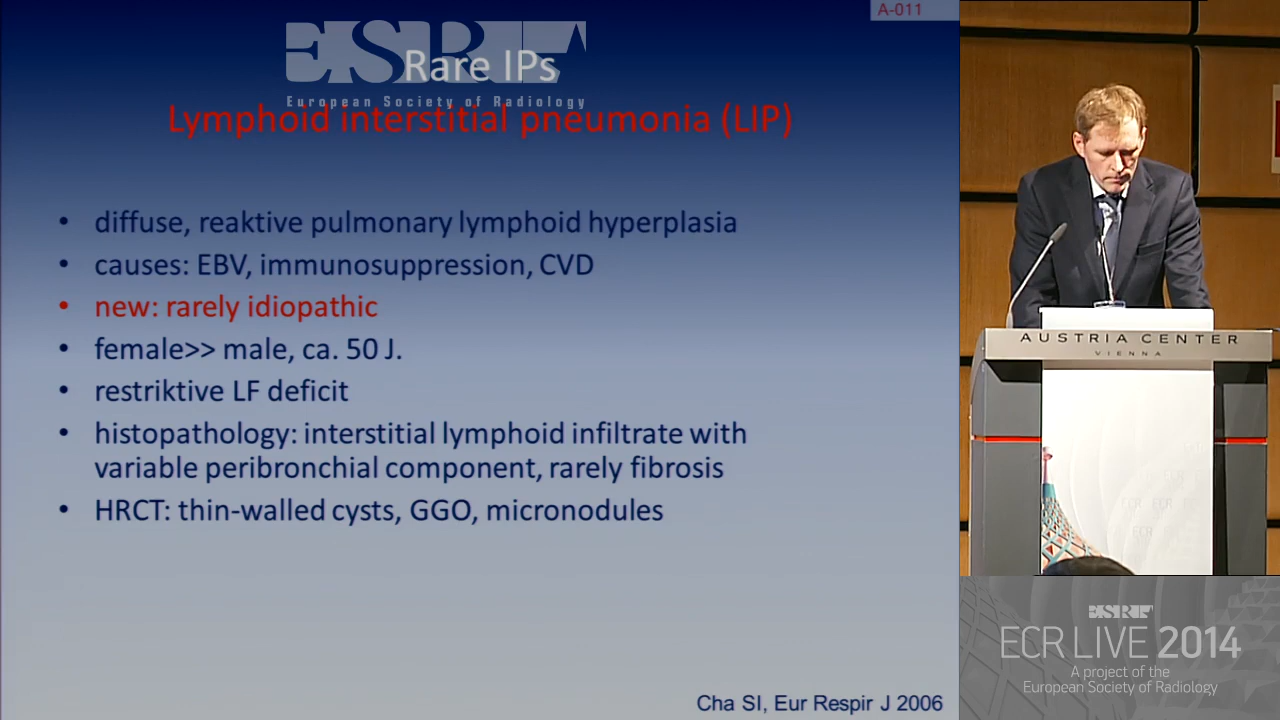 A-011
ESR
Rare IPs
European Society of Radiology
Lymphoid interstitial pneumonia (LIP)
• diffuse, reaktive pulmonary lymphoid hyperplasia
• causes: EBV, immunosuppression, CVD
• new: rarely idiopathic
• female>> male, ca. 50 J.
• restriktive LF deficit
• histopathology: interstitial lymphoid infiltrate with
variable peribronchial component, rarely fibrosis
• HRCT: thin-walled cysts, GGO, micronodules
Cha SI, Eur Respir J 2006
AUSTRIA CENTER
VIENNA
ESR
ECR LIVE 2014
A project of the
European Society of Radiology